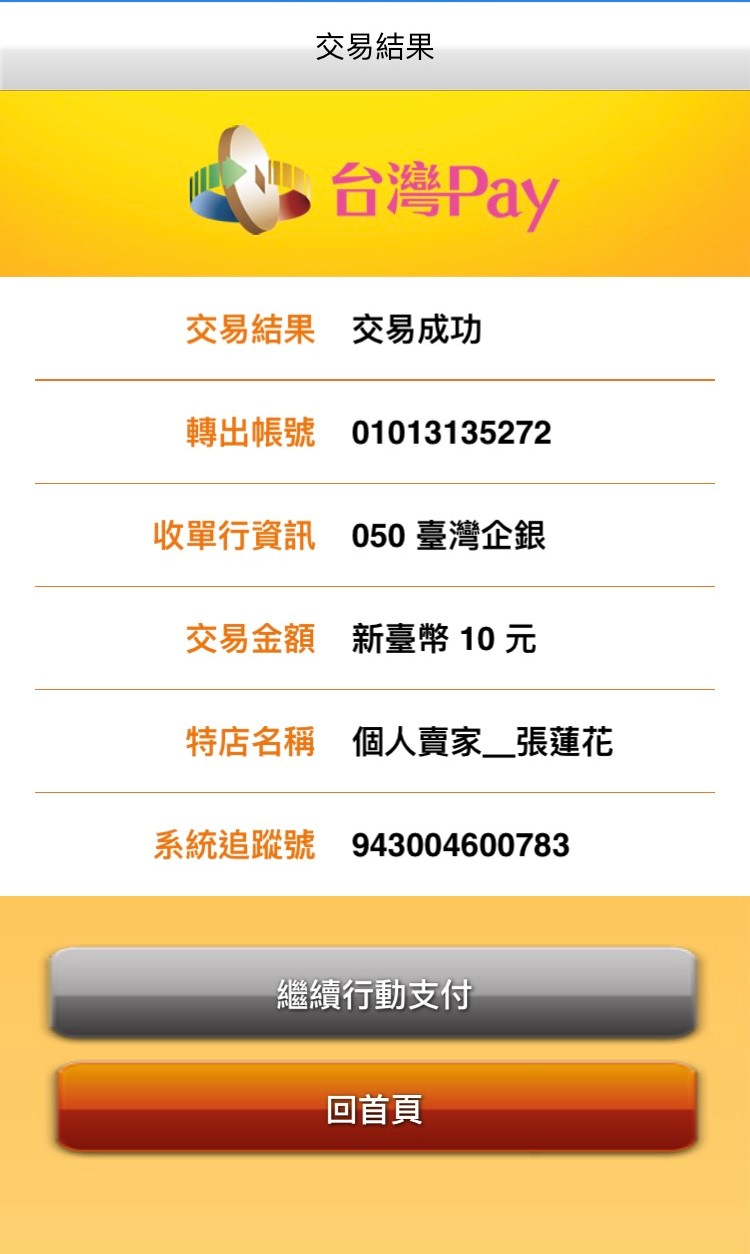 交易結果
台灣Pay
交易結果 交易成功
轉出帳號 01013135272
收單行資訊 050 臺灣企銀
交易金額 新臺幣 10 元
特店名稱 個人賣家__張蓮花
系統追蹤號 943004600783
繼續行動支付
回首頁